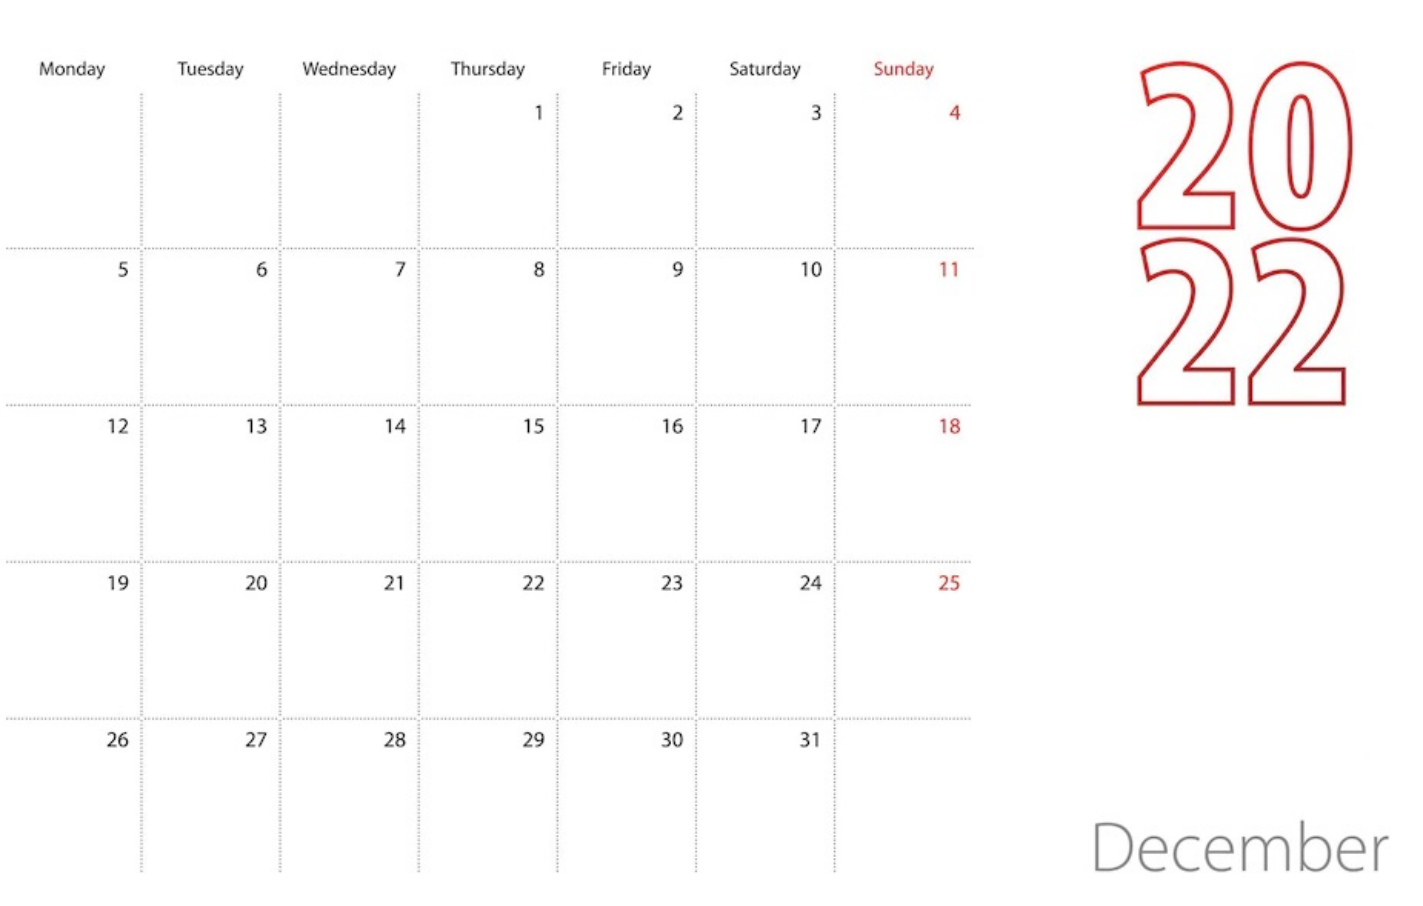 Monday Tuesday Wednesday Thursday Friday Saturday Sunday
1 2 3 4
5 6 7 8 9 10 11
12 13 14 15 16 17 18
19 20 21 22 23 24 25
26 27 28 29 30 31
20
22
December